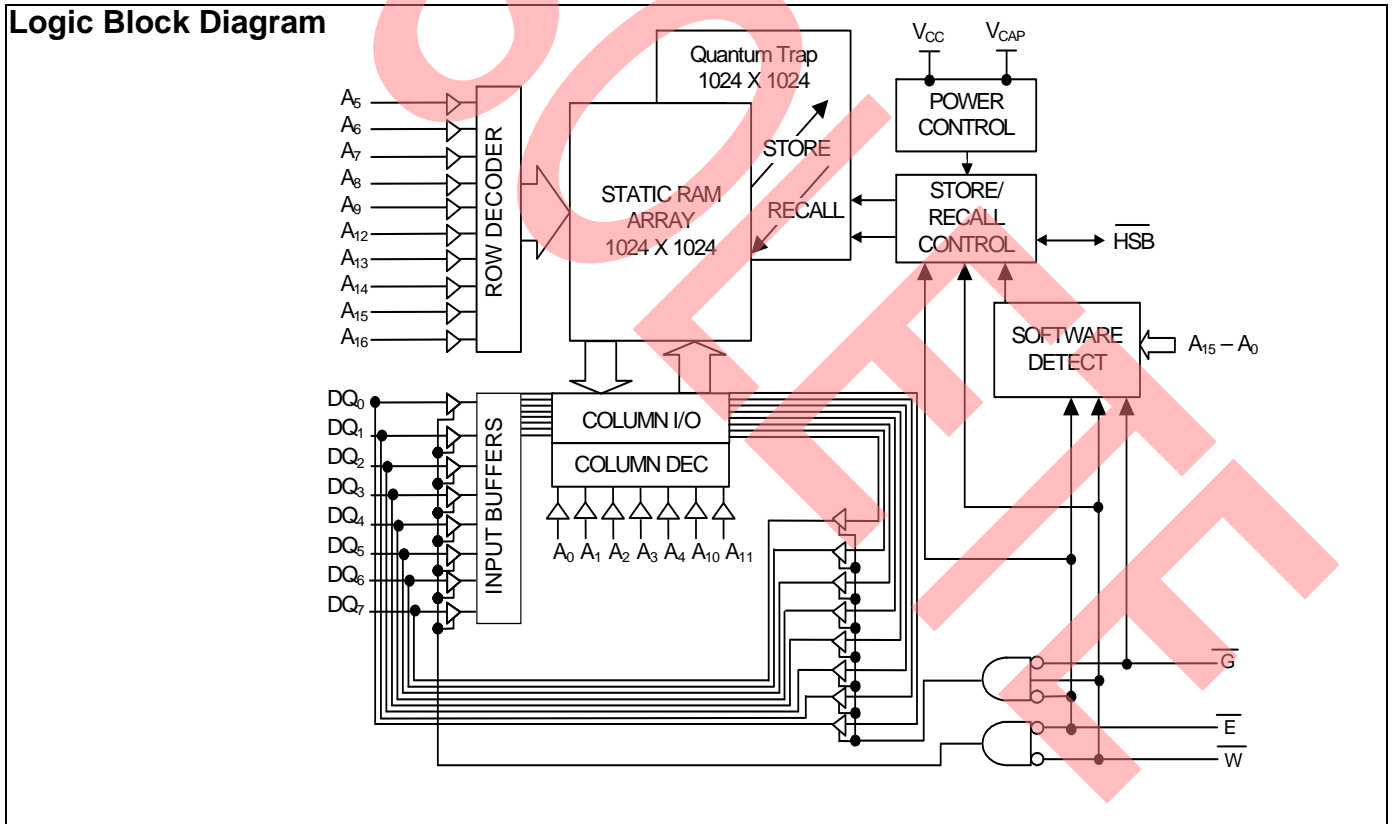 Logic Block Diagram
V_CC
V_CAP
Quantum Trap
1024 X 1024
POWER
CONTROL
A5
A6
A7
A8
A9
A12
A13
A14
A15
A16
ROW DECODER
STATIC RAM
ARRAY
1024 X 1024
STORE
RECALL
STORE/
RECALL
CONTROL
HSB
SOFTWARE
DETECT
A15 – A0
DQ0
DQ1
DQ2
DQ3
DQ4
DQ5
DQ6
DQ7
INPUT BUFFERS
COLUMN I/O
COLUMN DEC
A0 A1 A2 A3 A4 A10 A11
G
E
W